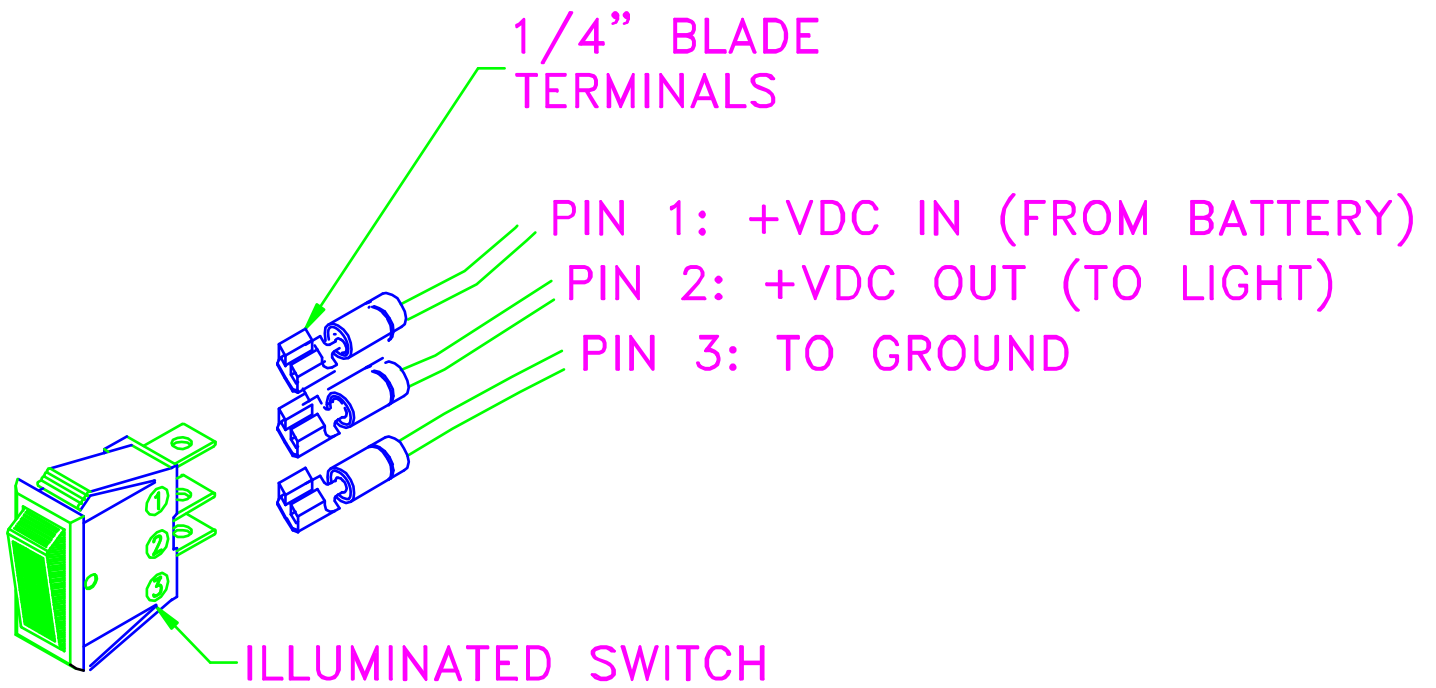 1/4” BLADE
TERMINALS
PIN 1: +VDC IN (FROM BATTERY)
PIN 2: +VDC OUT (TO LIGHT)
PIN 3: TO GROUND
1
2
3
ILLUMINATED SWITCH